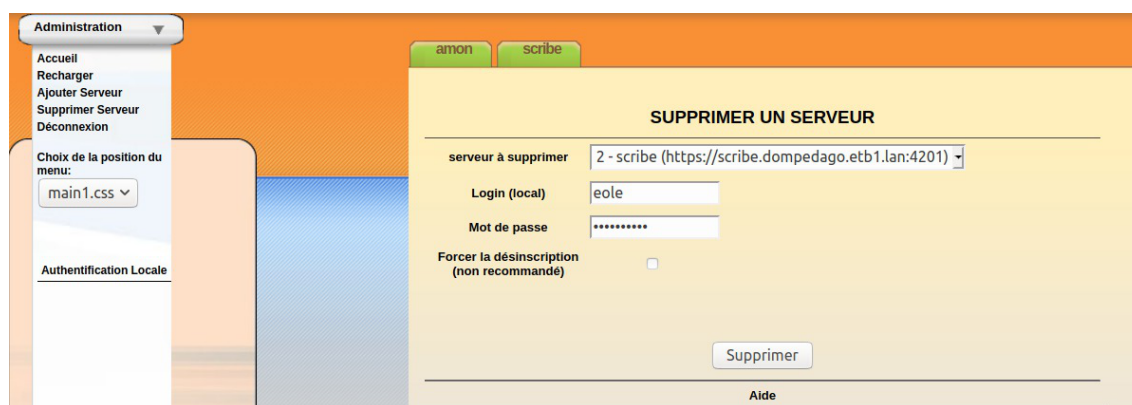 Administration
Accueil
Recharger
Ajouter Serveur
Supprimer Serveur
Déconnexion
Choix de la position du
menu:
main1.css
Authentification Locale
amon
scribe
SUPPRIMER UN SERVEUR
serveur à supprimer
2 - scribe (https://scribe.dompedago.etb1.lan:4201)
Login (local)
eole
Mot de passe
••••••••••
Forcer la désinscription
(non recommandé)
Supprimer
Aide